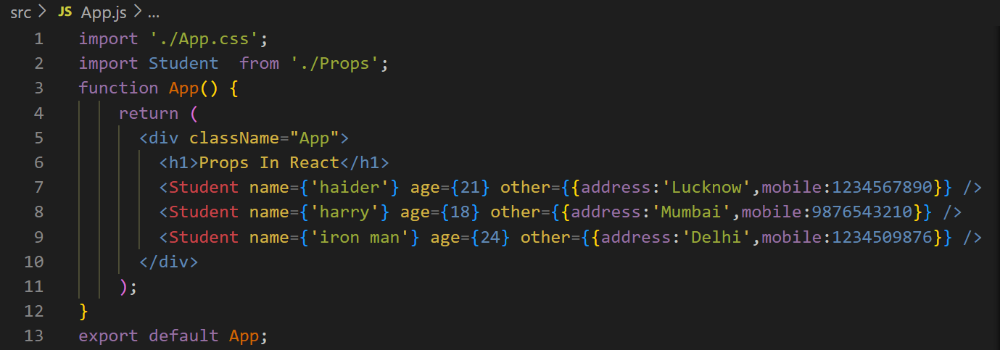 src > JS App.js > ...
1 import './App.css';
2 import Student  from './Props';
3 function App() {
4     return (
5       <div className="App">
6         <h1>Props In React</h1>
7         <Student name={'haider'} age={21} other={{address:'Lucknow',mobile:1234567890}} />
8         <Student name={'harry'} age={18} other={{address:'Mumbai',mobile:9876543210}} />
9         <Student name={'iron man'} age={24} other={{address:'Delhi',mobile:1234509876}} />
10       </div>
11     );
12 }
13 export default App;